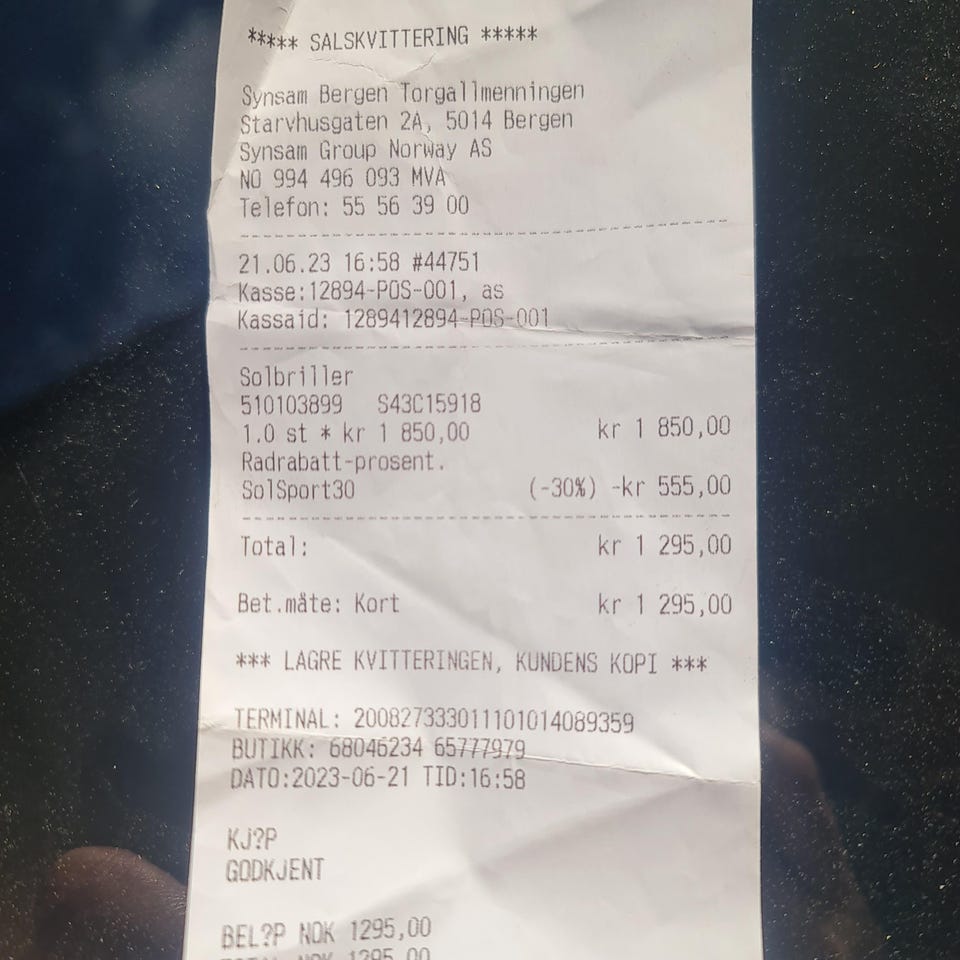 ***** SALSKVITTERING *****
Synsam Bergen Torgallmenningen
Starvhusgaten 2A, 5014 Bergen
Synsam Group Norway AS
NO 994 496 093 MVA
Telefon: 55 56 39 00
21.06.23 16:58 #44751
Kasse:12894-POS-001, as
Kassaid: 1289412894-POS-001
Solbriller
510103899 S43C15918
1.0 st * kr 1 850,00 kr 1 850,00
Radrabatt-prosent.
SolSport30 (-30%) -kr 555,00
Total: kr 1 295,00
Bet.måte: Kort kr 1 295,00
*** LAGRE KVITTERINGEN, KUNDENS KOPI ***
TERMINAL: 200827333011101014089359
BUTIKK: 68046234 65777979
DATO:2023-06-21 TID:16:58
KJ?P
GODKJENT
BEL?P NOK 1295,00
TOTAL NOK 1295,00